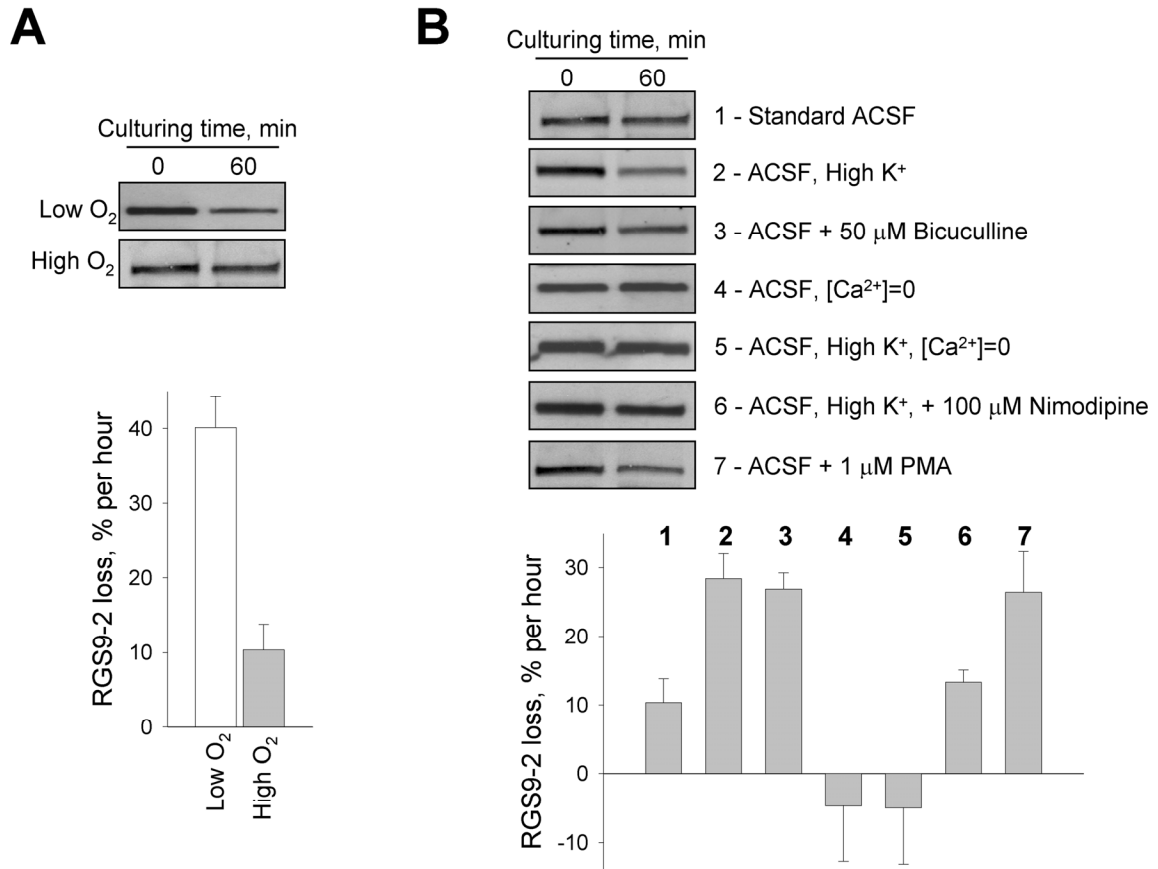 A
Culturing time, min
0 60
Low O₂
High O₂
RGS9-2 loss, % per hour
40
30
20
10
0
Low O₂
High O₂
B
Culturing time, min
0 60
1 - Standard ACSF
2 - ACSF, High K⁺
3 - ACSF + 50 μM Bicuculline
4 - ACSF, [Ca²⁺]=0
5 - ACSF, High K⁺, [Ca²⁺]=0
6 - ACSF, High K⁺, + 100 μM Nimodipine
7 - ACSF + 1 μM PMA
RGS9-2 loss, % per hour
1 2 3 4 5 6 7
30
20
10
0
-10